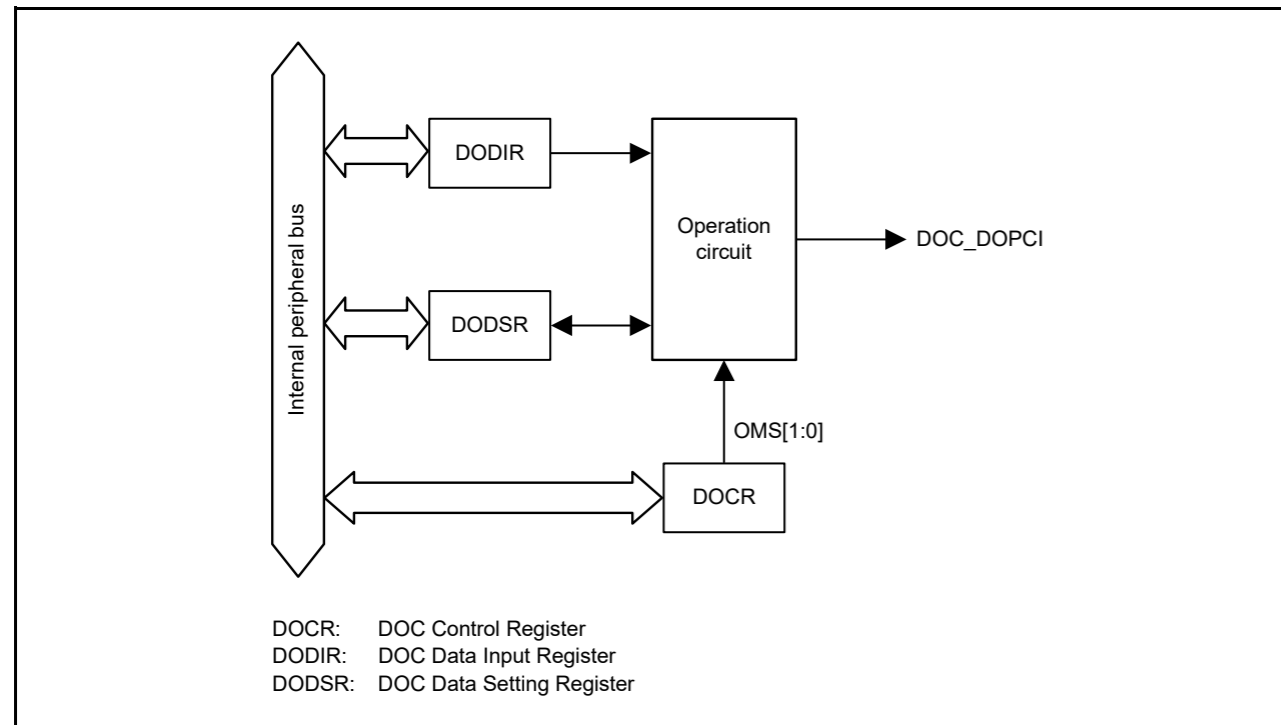 DODIR
Operation
circuit
DOC_DOPCI
Internal peripheral bus
DODSR
OMS[1:0]
DOCR
DOCR: DOC Control Register
DODIR: DOC Data Input Register
DODSR: DOC Data Setting Register